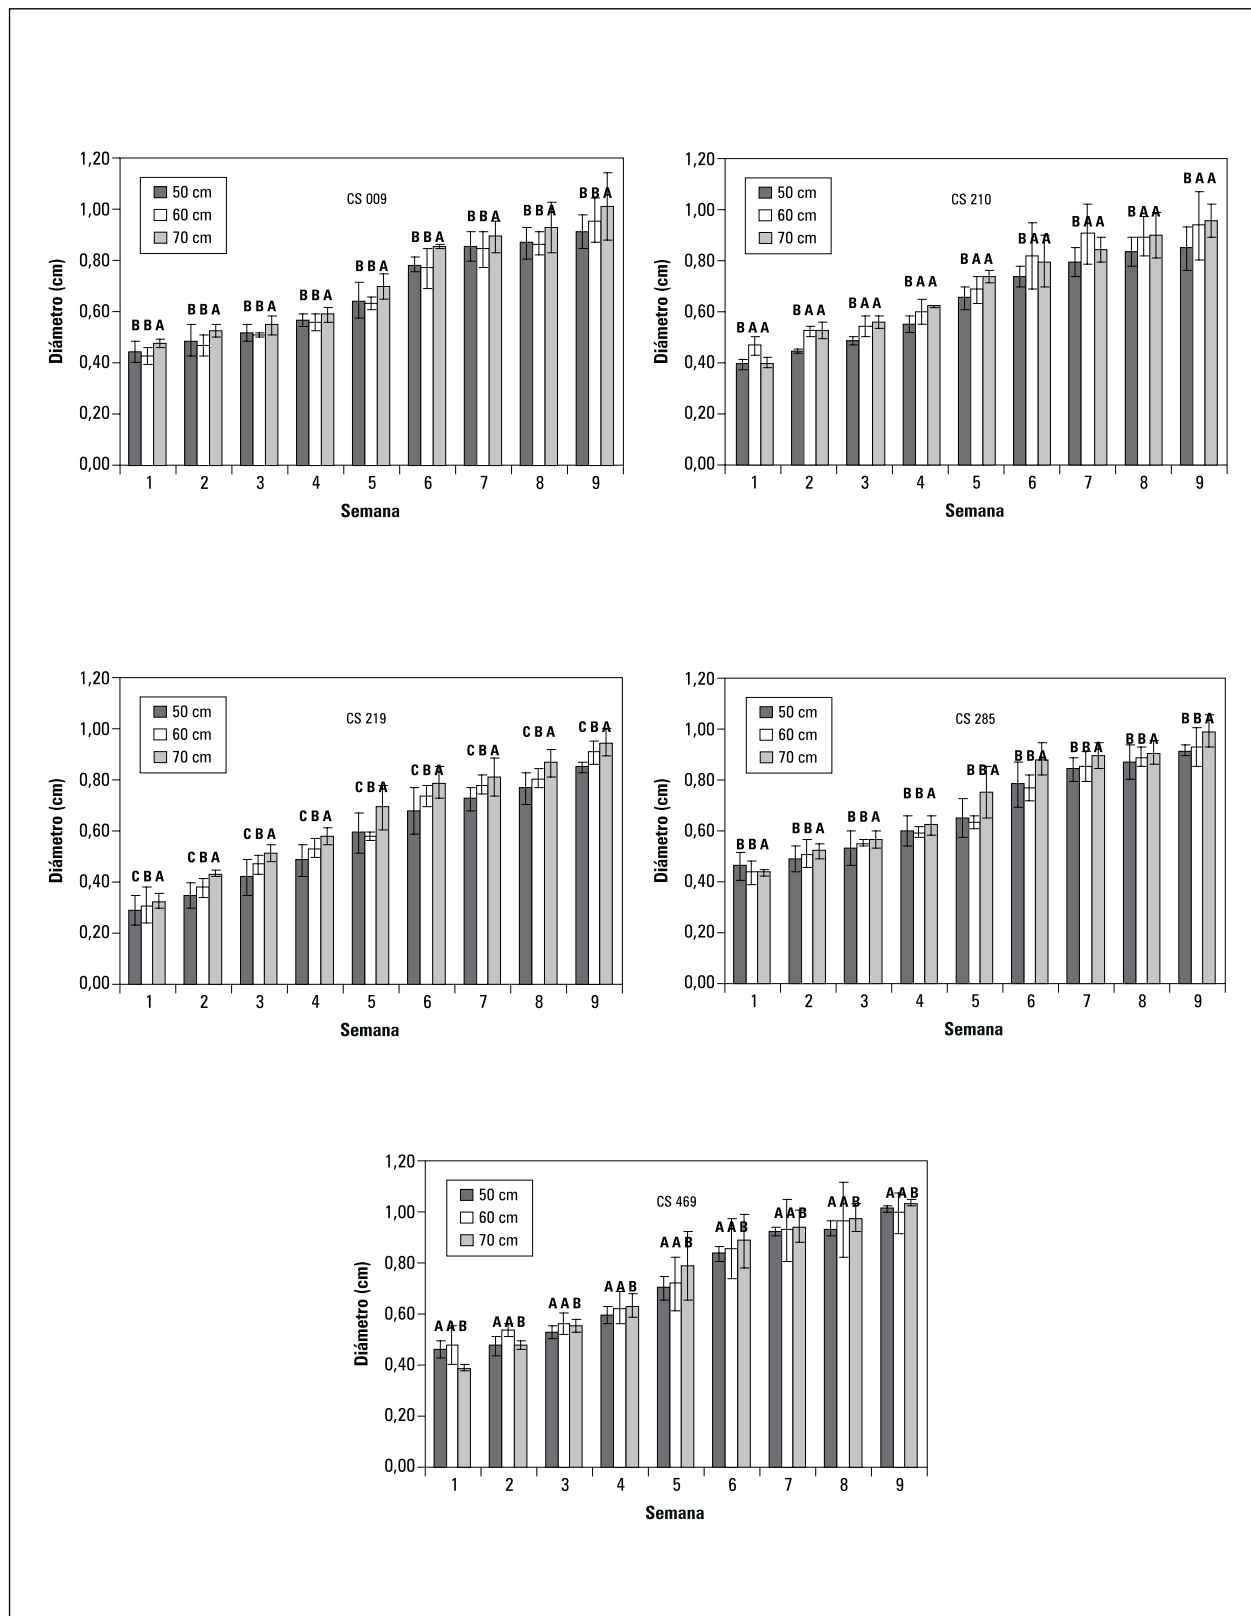 1,20
1,00
0,80
0,60
0,40
0,20
0,00
Diámetro (cm)
50 cm
60 cm
70 cm
CS 009
B B A
B B A
B B A
B B A
B B A
B B A
B B A
B B A
B B A
1 2 3 4 5 6 7 8 9
Semana
1,20
1,00
0,80
0,60
0,40
0,20
0,00
Diámetro (cm)
50 cm
60 cm
70 cm
CS 210
B A A
B A A
B A A
B A A
B A A
B A A
B A A
B A A
B A A
1 2 3 4 5 6 7 8 9
Semana
1,20
1,00
0,80
0,60
0,40
0,20
0,00
Diámetro (cm)
50 cm
60 cm
70 cm
CS 219
C B A
C B A
C B A
C B A
C B A
C B A
C B A
C B A
C B A
1 2 3 4 5 6 7 8 9
Semana
1,20
1,00
0,80
0,60
0,40
0,20
0,00
Diámetro (cm)
50 cm
60 cm
70 cm
CS 285
B B A
B B A
B B A
B B A
B B A
B B A
B B A
B B A
B B A
1 2 3 4 5 6 7 8 9
Semana
1,20
1,00
0,80
0,60
0,40
0,20
0,00
Diámetro (cm)
50 cm
60 cm
70 cm
CS 469
A A B
A A B
A A B
A A B
A A B
A A B
A A B
A A B
A A B
1 2 3 4 5 6 7 8 9
Semana